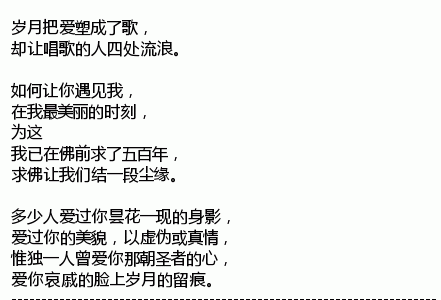 岁月把爱塑成了歌，
却让唱歌的人四处流浪。
如何让你遇见我，
在我最美丽的时刻，
为这
我已在佛前求了五百年，
求佛让我们结一段尘缘。
多少人爱过你昙花一现的身影，
爱过你的美貌，以虚伪或真情，
惟独一人曾爱你那朝圣者的心，
爱你哀戚的脸上岁月的留痕。